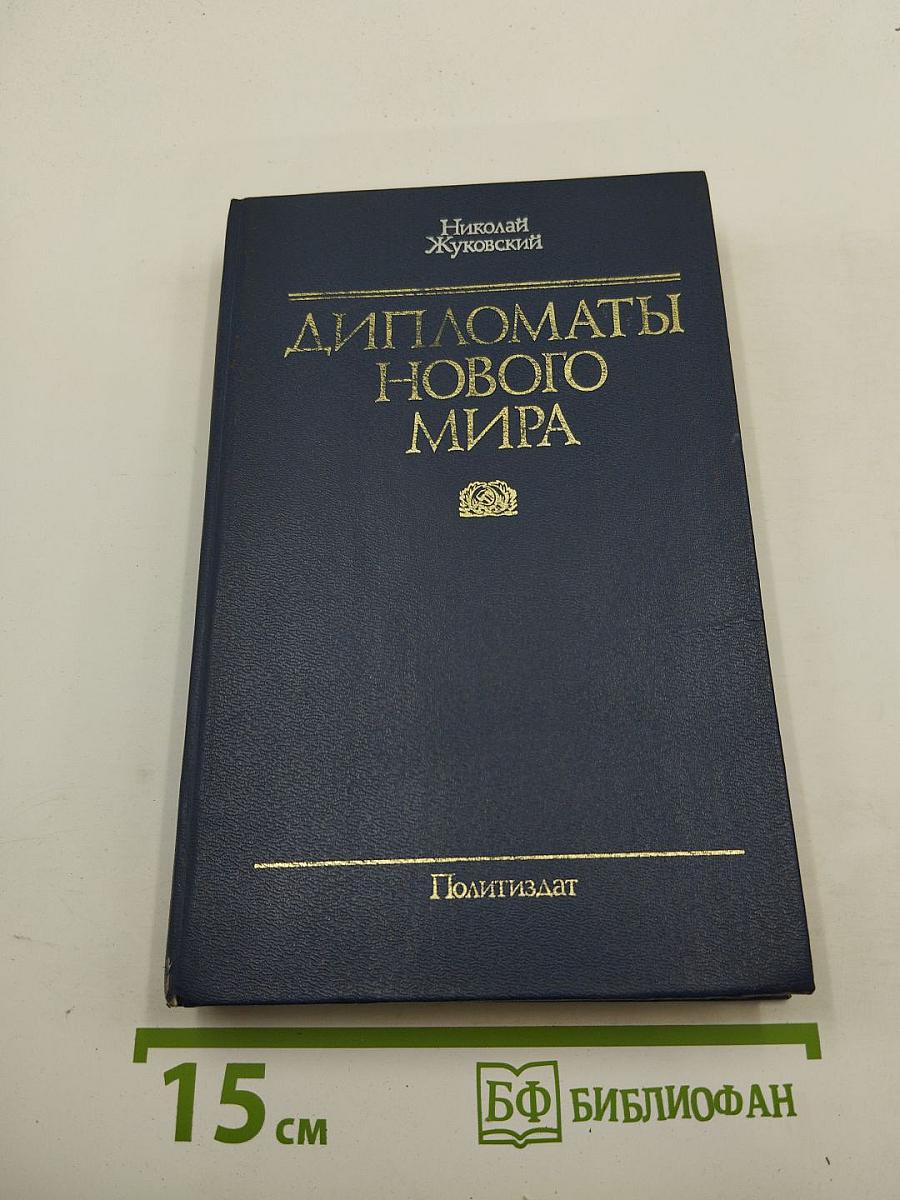 Николай
Жуковский
ДИПЛОМАТЫ
НОВОГО
МИРА
Политиздат
15 см
БФ БИБЛИОФАН